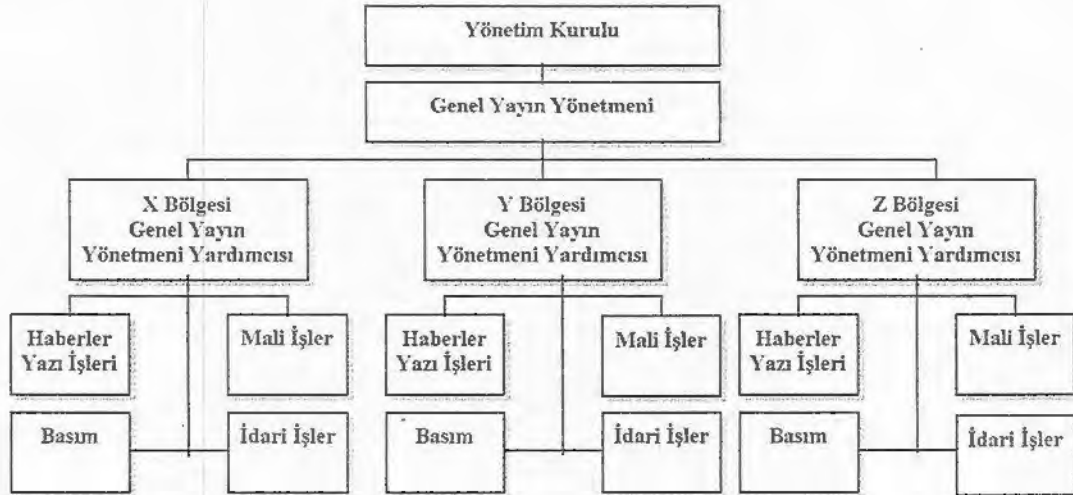 Yönetim Kurulu
Genel Yayın Yönetmeni
X Bölgesi
Genel Yayın
Yönetmeni Yardımcısı
Y Bölgesi
Genel Yayın
Yönetmeni Yardımcısı
Z Bölgesi
Genel Yayın
Yönetmeni Yardımcısı
Haberler
Yazı İşleri
Mali İşler
Haberler
Yazı İşleri
Mali İşler
Haberler
Yazı İşleri
Mali İşler
Basım
İdari İşler
Basım
İdari İşler
Basım
İdari İşler